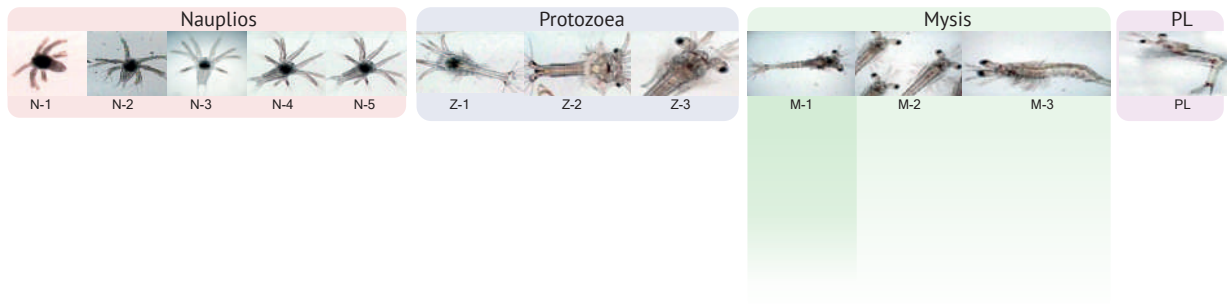 Nauplios Protozoea Mysis PL
N-1 N-2 N-3 N-4 N-5 Z-1 Z-2 Z-3 M-1 M-2 M-3 PL